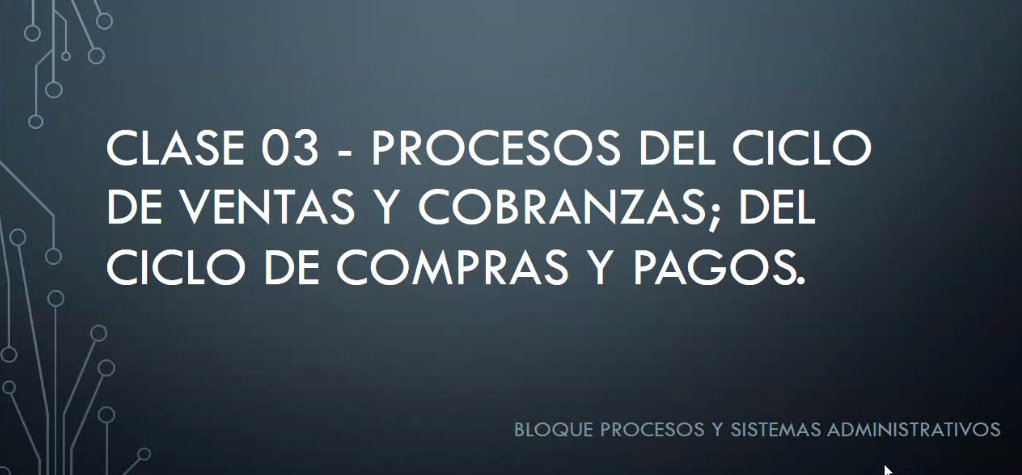 CLASE 03 - PROCESOS DEL CICLO
DE VENTAS Y COBRANZAS; DEL
CICLO DE COMPRAS Y PAGOS.
BLOQUE PROCESOS Y SISTEMAS ADMINISTRATIVOS